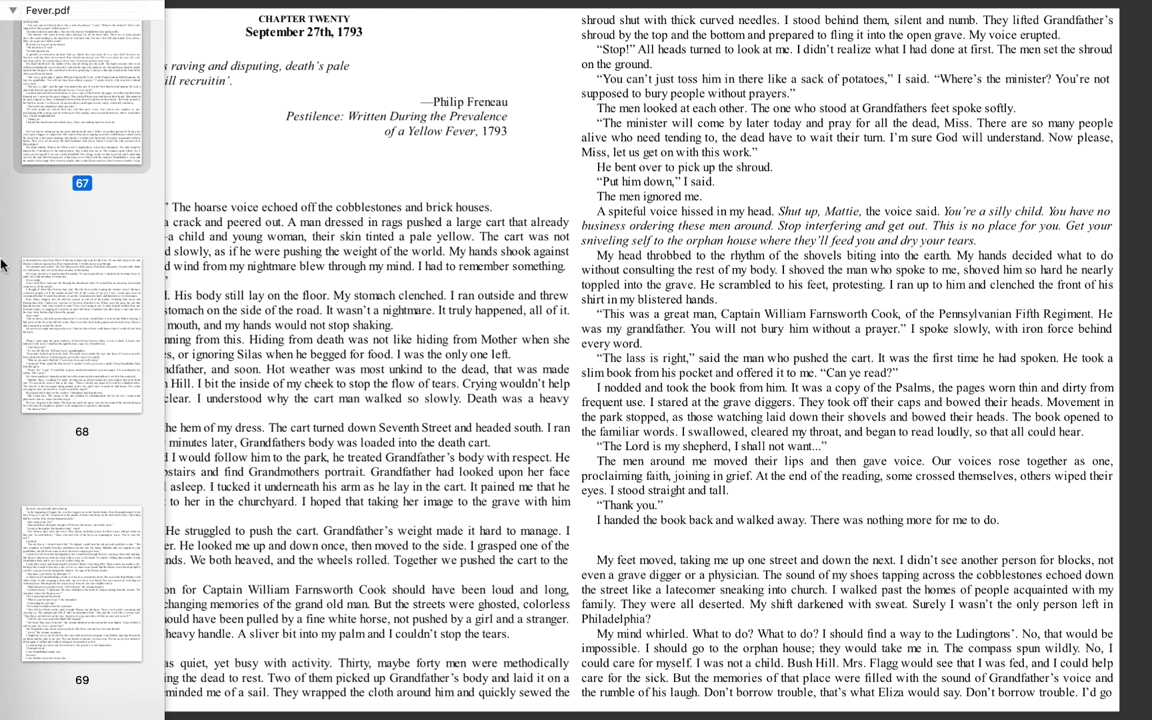 Fever.pdf
67
68
69
CHAPTER TWENTY
September 27th, 1793
s raving and disputing, death's pale
ill recruitin'.
—Philip Freneau
Pestilence: Written During the Prevalence
of a Yellow Fever, 1793
" The hoarse voice echoed off the cobblestones and brick houses.
a crack and peered out. A man dressed in rags pushed a large cart that already
-a child and young woman, their skin tinted a pale yellow. The cart was not
d slowly, as if he were pushing the weight of the world. My hands shook against
d wind from my nightmare blew through my mind. I had to remember something.
. His body still lay on the floor. My stomach clenched. I ran outside and threw
stomach on the side of the road. It wasn't a nightmare. It truly happened, all of it.
mouth, and my hands would not stop shaking.
nning from this. Hiding from death was not like hiding from Mother when she
s, or ignoring Silas when he begged for food. I was the only one left.
ndfather, and soon. Hot weather was most unkind to the dead, that was made
h Hill. I bit the inside of my cheek to stop the flow of tears. Crying wouldn't help
clear. I understood why the cart man walked so slowly. Death was a heavy
he hem of my dress. The cart turned down Seventh Street and headed south. I ran
minutes later, Grandfathers body was loaded into the death cart.
d I would follow him to the park, he treated Grandfather's body with respect. He
pstairs and find Grandmothers portrait. Grandfather had looked upon her face
l asleep. I tucked it underneath his arm as he lay in the cart. It pained me that he
t to her in the churchyard. I hoped that taking her image to the grave with him
He struggled to push the cart. Grandfather's weight made it hard to manage. I
er. He looked me up and down once, then moved to the side. I grasped one of the
nds. We both heaved, and the wheels rolled. Together we pushed the cart to the
on for Captain William Farnsworth Cook should have been loud and long,
changing memories of the grand old man. But the streets were ghosted, colorless
ould have been pulled by a fine white horse, not pushed by a girl and a stranger.
heavy handle. A sliver bit into my palm and I couldn't stop the tears.
as quiet, yet busy with activity. Thirty, maybe forty men were methodically
ing the dead to rest. Two of them picked up Grandfather's body and laid it on a
minded me of a sail. They wrapped the cloth around him and quickly sewed the
shroud shut with thick curved needles. I stood behind them, silent and numb. They lifted Grandfather's
shroud by the top and the bottom and prepared to fling it into the open grave. My voice erupted.
"Stop!" All heads turned to look at me. I didn't realize what I had done at first. The men set the shroud
on the ground.
"You can't just toss him in there like a sack of potatoes," I said. "Where's the minister? You're not
supposed to bury people without prayers."
The men looked at each other. The one who stood at Grandfathers feet spoke softly.
"The minister will come by later today and pray for all the dead, Miss. There are so many people
alive who need tending to, the dead have to wait their turn. I'm sure God will understand. Now please,
Miss, let us get on with this work."
He bent over to pick up the shroud.
"Put him down," I said.
The men ignored me.
A spiteful voice hissed in my head. Shut up, Mattie, the voice said. You're a silly child. You have no
business ordering these men around. Stop interfering and get out. This is no place for you. Get your
sniveling self to the orphan house where they'll feed you and dry your tears.
My head throbbed to the rhythm of the shovels biting into the earth. My hands decided what to do
without consulting the rest of my body. I shoved the man who spoke to me, shoved him so hard he nearly
toppled into the grave. He scrambled to his feet, protesting. I ran up to him and clenched the front of his
shirt in my blistered hands.
"This was a great man, Captain William Farnsworth Cook, of the Pennsylvanian Fifth Regiment. He
was my grandfather. You will not bury him without a prayer." I spoke slowly, with iron force behind
every word.
"The lass is right," said the man who pushed the cart. It was the first time he had spoken. He took a
slim book from his pocket and offered it to me. "Can ye read?"
I nodded and took the book from him. It was a copy of the Psalms, the pages worn thin and dirty from
frequent use. I stared at the grave diggers. They took off their caps and bowed their heads. Movement in
the park stopped, as those watching laid down their shovels and bowed their heads. The book opened to
the familiar words. I swallowed, cleared my throat, and began to read loudly, so that all could hear.
"The Lord is my shepherd, I shall not want..."
The men around me moved their lips and then gave voice. Our voices rose together as one,
proclaiming faith, joining in grief. At the end of the reading, some crossed themselves, others wiped their
eyes. I stood straight and tall.
"Thank you."
I handed the book back and walked away. There was nothing more for me to do.
My feet moved, taking me up one street and down the next. I didn't see another person for blocks, not
even a grave digger or a physician. The sound of my shoes tapping across the cobblestones echoed down
the street like a latecomer sneaking into church. I walked past the homes of people acquainted with my
family. They were all deserted. My shift darkened with sweat. Surely I wasn't the only person left in
Philadelphia?
My mind whirled. What to do? Where to do? I should find a way to the Ludingtons'. No, that would be
impossible. I should go to the orphan house; they would take me in. The compass spun wildly. No, I
could care for myself. I was not a child. Bush Hill. Mrs. Flagg would see that I was fed, and I could help
care for the sick. But the memories of that place were filled with the sound of Grandfather's voice and
the rumble of his laugh. Don't borrow trouble, that's what Eliza would say. Don't borrow trouble. I'd go